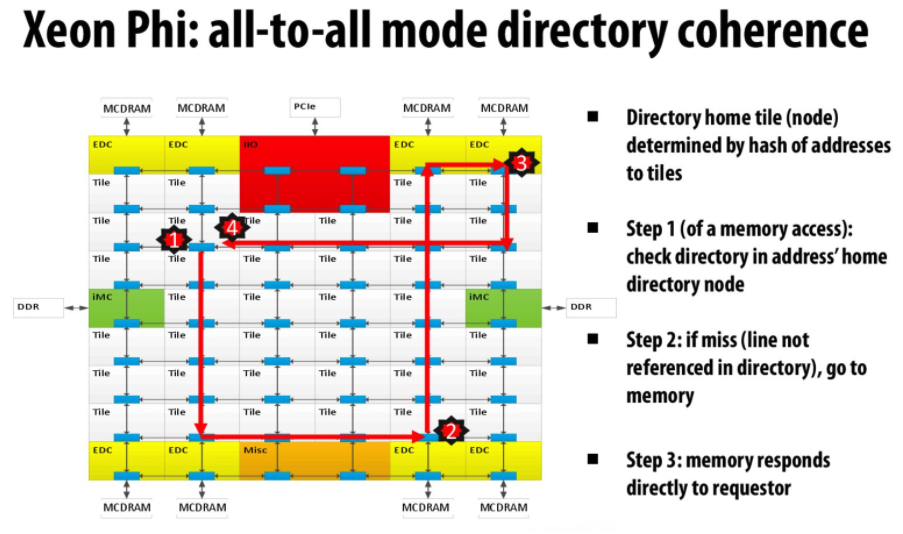 Xeon Phi: all-to-all mode directory coherence
MCDRAM MCDRAM PCIe MCDRAM MCDRAM
EDC EDC IIO EDC EDC
3
Tile Tile Tile Tile
Tile Tile Tile Tile Tile Tile
1 4
Tile Tile Tile Tile Tile Tile
DDR iMC Tile Tile Tile Tile iMC DDR
Tile Tile Tile Tile Tile Tile
Tile Tile Tile Tile Tile Tile
Tile Tile Tile Tile Tile Tile
2
EDC EDC Misc EDC EDC
MCDRAM MCDRAM MCDRAM MCDRAM
Directory home tile (node)
determined by hash of addresses
to tiles
Step 1 (of a memory access):
check directory in address' home
directory node
Step 2: if miss (line not
referenced in directory), go to
memory
Step 3: memory responds
directly to requestor